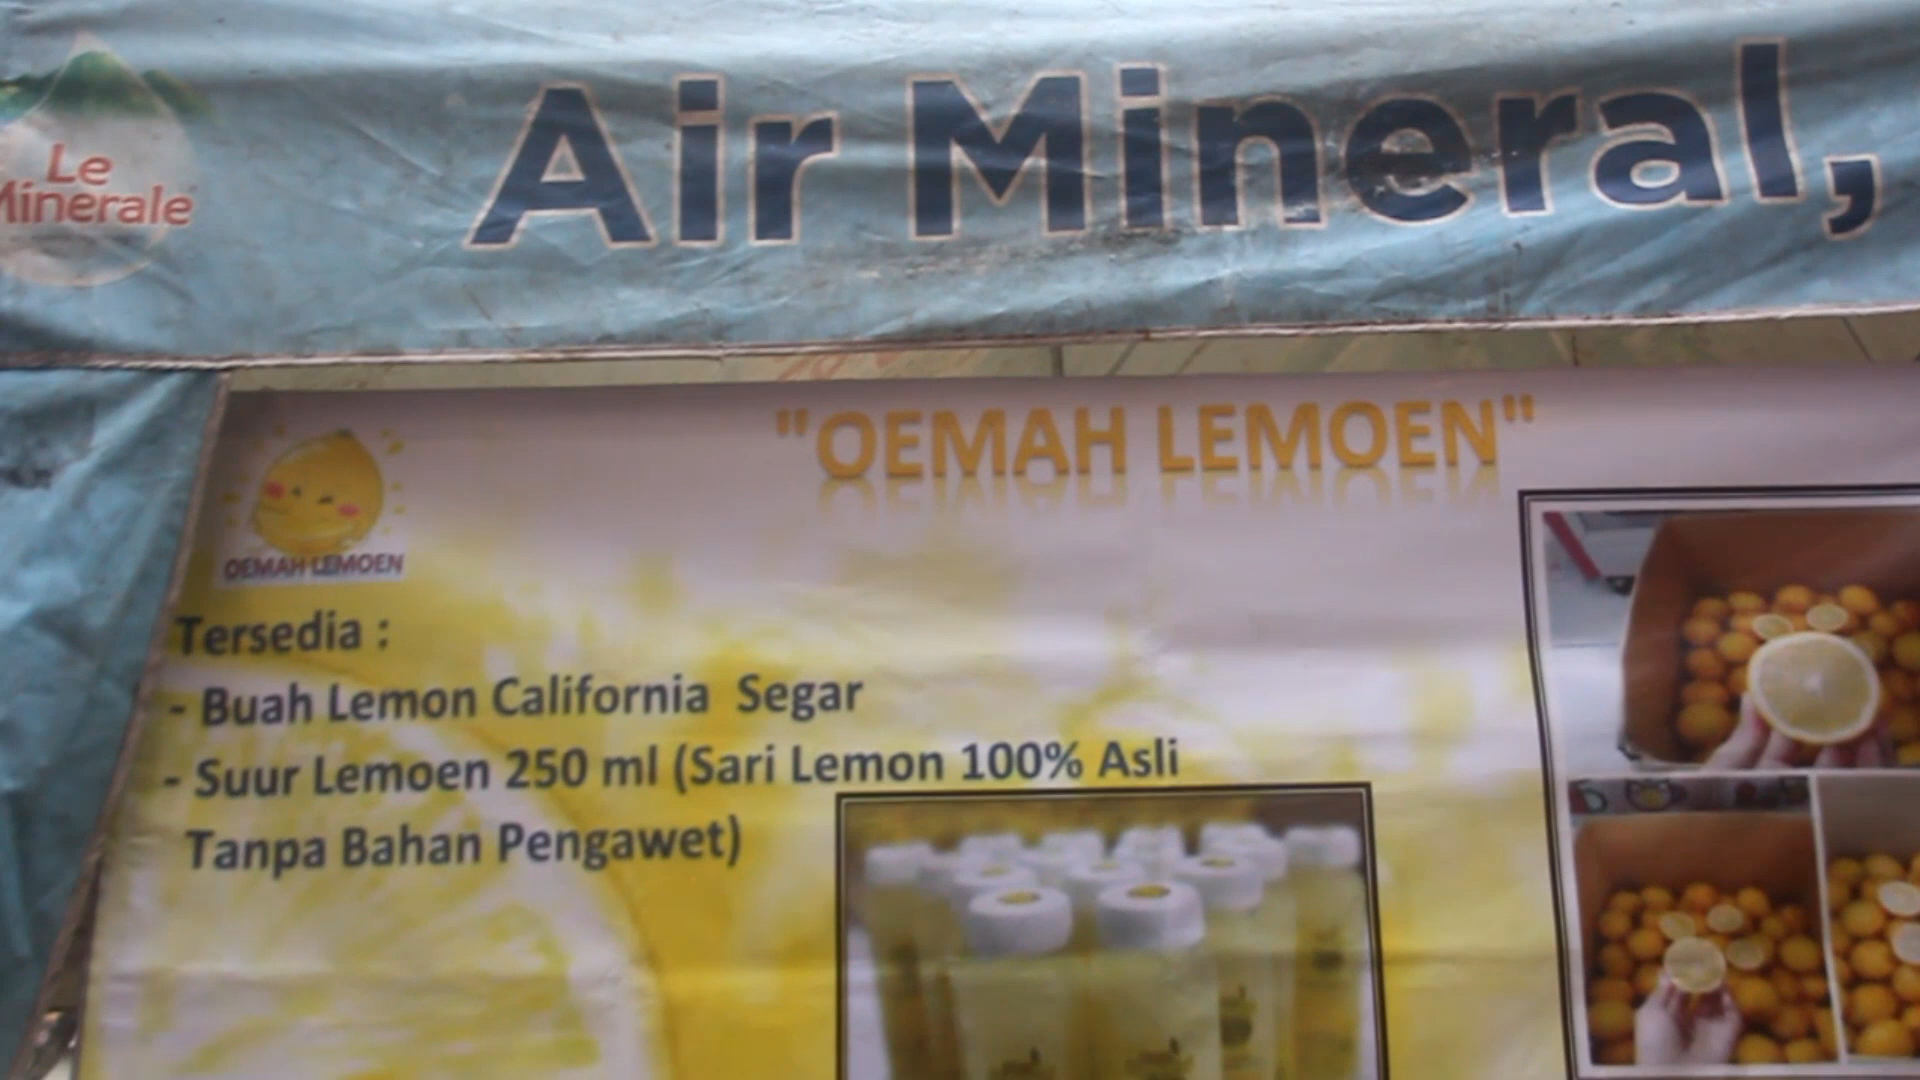 Le
Minerale
Air Mineral,
"OEMAH LEMOEN"
OEMAH LEMOEN
Tersedia :
- Buah Lemon California Segar
- Suur Lemoen 250 ml (Sari Lemon 100% Asli
Tanpa Bahan Pengawet)